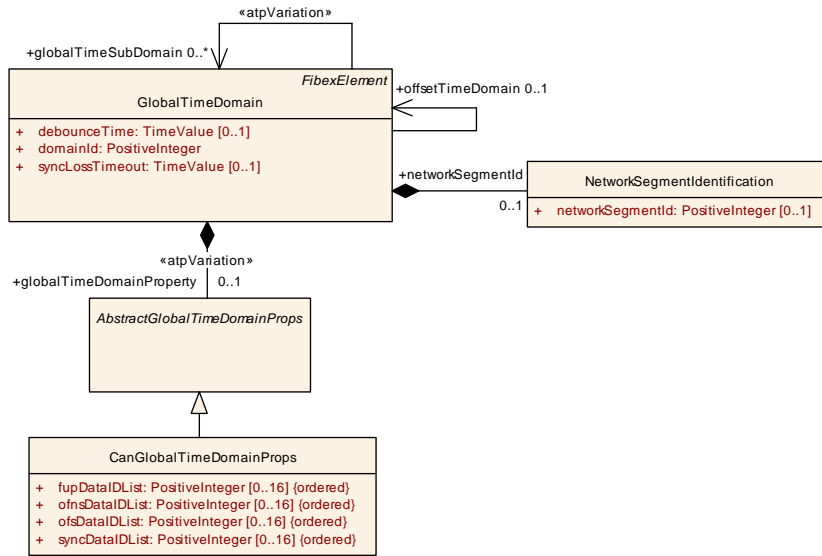 «atpVariation»
+globalTimeSubDomain 0..*
FibexElement
GlobalTimeDomain
+ debounceTime: TimeValue [0..1]
+ domainId: PositiveInteger
+ syncLossTimeout: TimeValue [0..1]
+offsetTimeDomain 0..1
+networkSegmentId
0..1
NetworkSegmentIdentification
+ networkSegmentId: PositiveInteger [0..1]
«atpVariation»
+globalTimeDomainProperty 0..1
AbstractGlobalTimeDomainProps
CanGlobalTimeDomainProps
+ fupDataIDList: PositiveInteger [0..16] {ordered}
+ ofnsDataIDList: PositiveInteger [0..16] {ordered}
+ ofsDataIDList: PositiveInteger [0..16] {ordered}
+ syncDataIDList: PositiveInteger [0..16] {ordered}